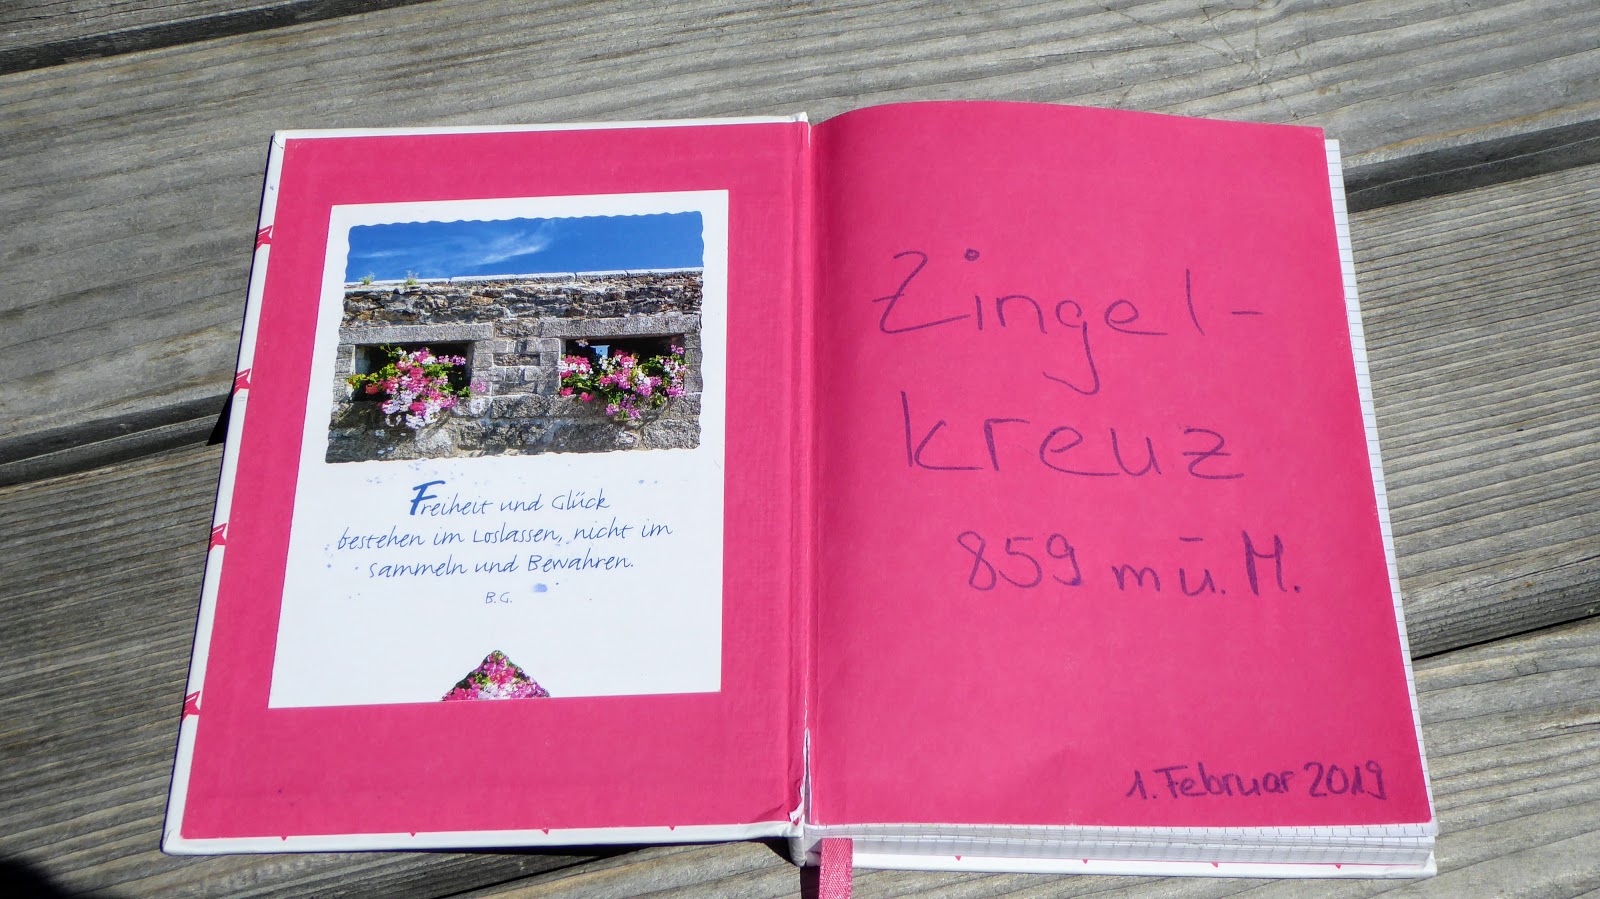 Freiheit und Glück
bestehen im Loslassen, nicht im
sammeln und Bewahren.
B.G.
Zingel-
kreuz
859 m ü. M.
1. Februar 2019